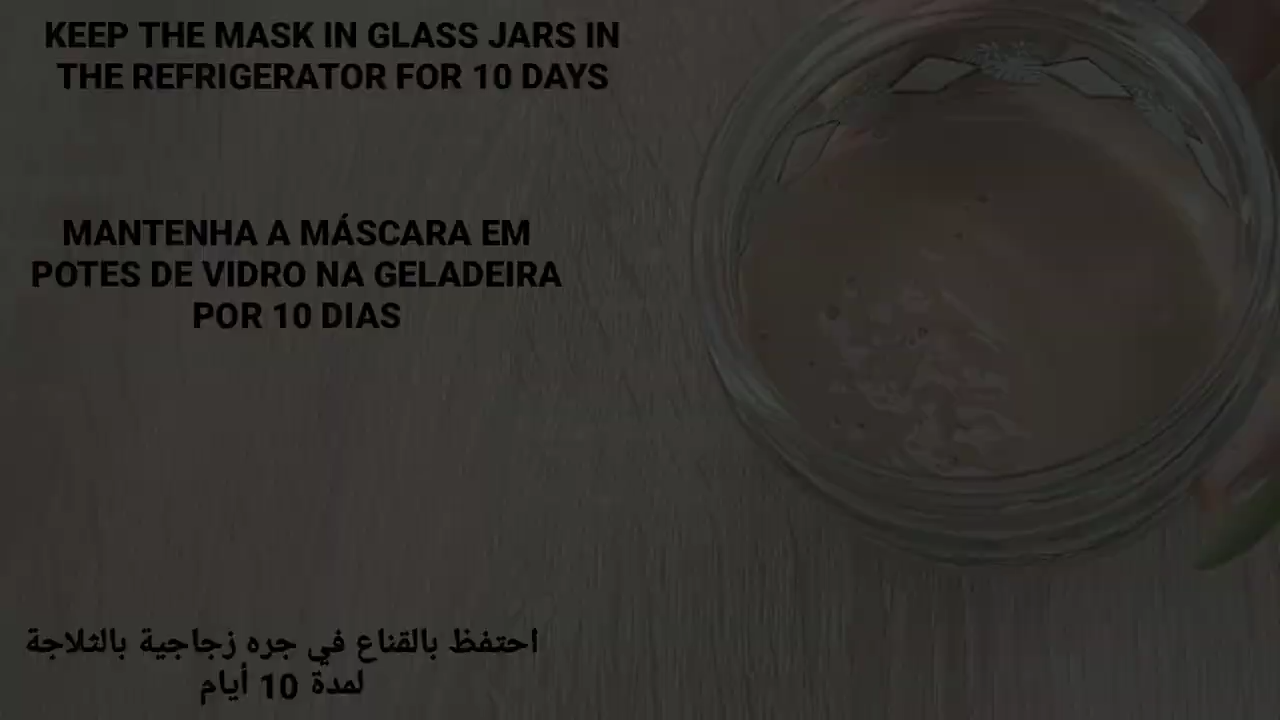 KEEP THE MASK IN GLASS JARS IN
THE REFRIGERATOR FOR 10 DAYS
MANTENHA A MÁSCARA EM
POTES DE VIDRO NA GELADEIRA
POR 10 DIAS
احتفظ بالقناع في جره زجاجية بالثلاجة
لمدة 10 أيام